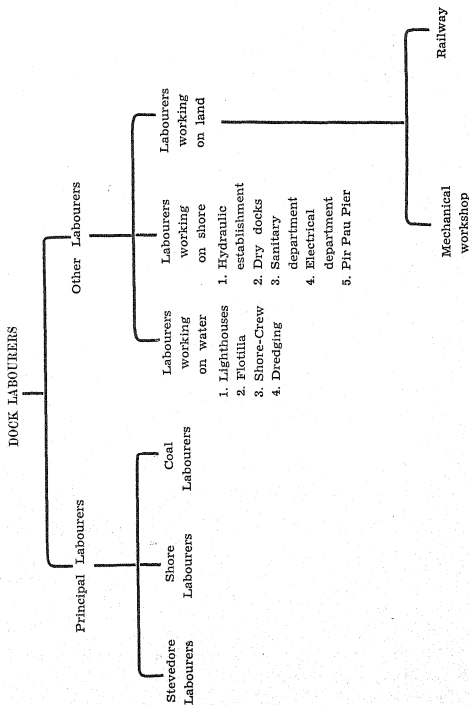 DOCK LABOURERS
Principal Labourers
Other Labourers
Stevedore
Labourers
Shore
Labourers
Coal
Labourers
Labourers
working
on water
1. Lighthouses
2. Flotilla
3. Shore-Crew
4. Dredging
Labourers
working
on shore
1. Hydraulic
establishment
2. Dry docks
3. Sanitary
department
4. Electrical
department
5. Pir Pau Pier
Labourers
working
on land
Mechanical
workshop
Railway